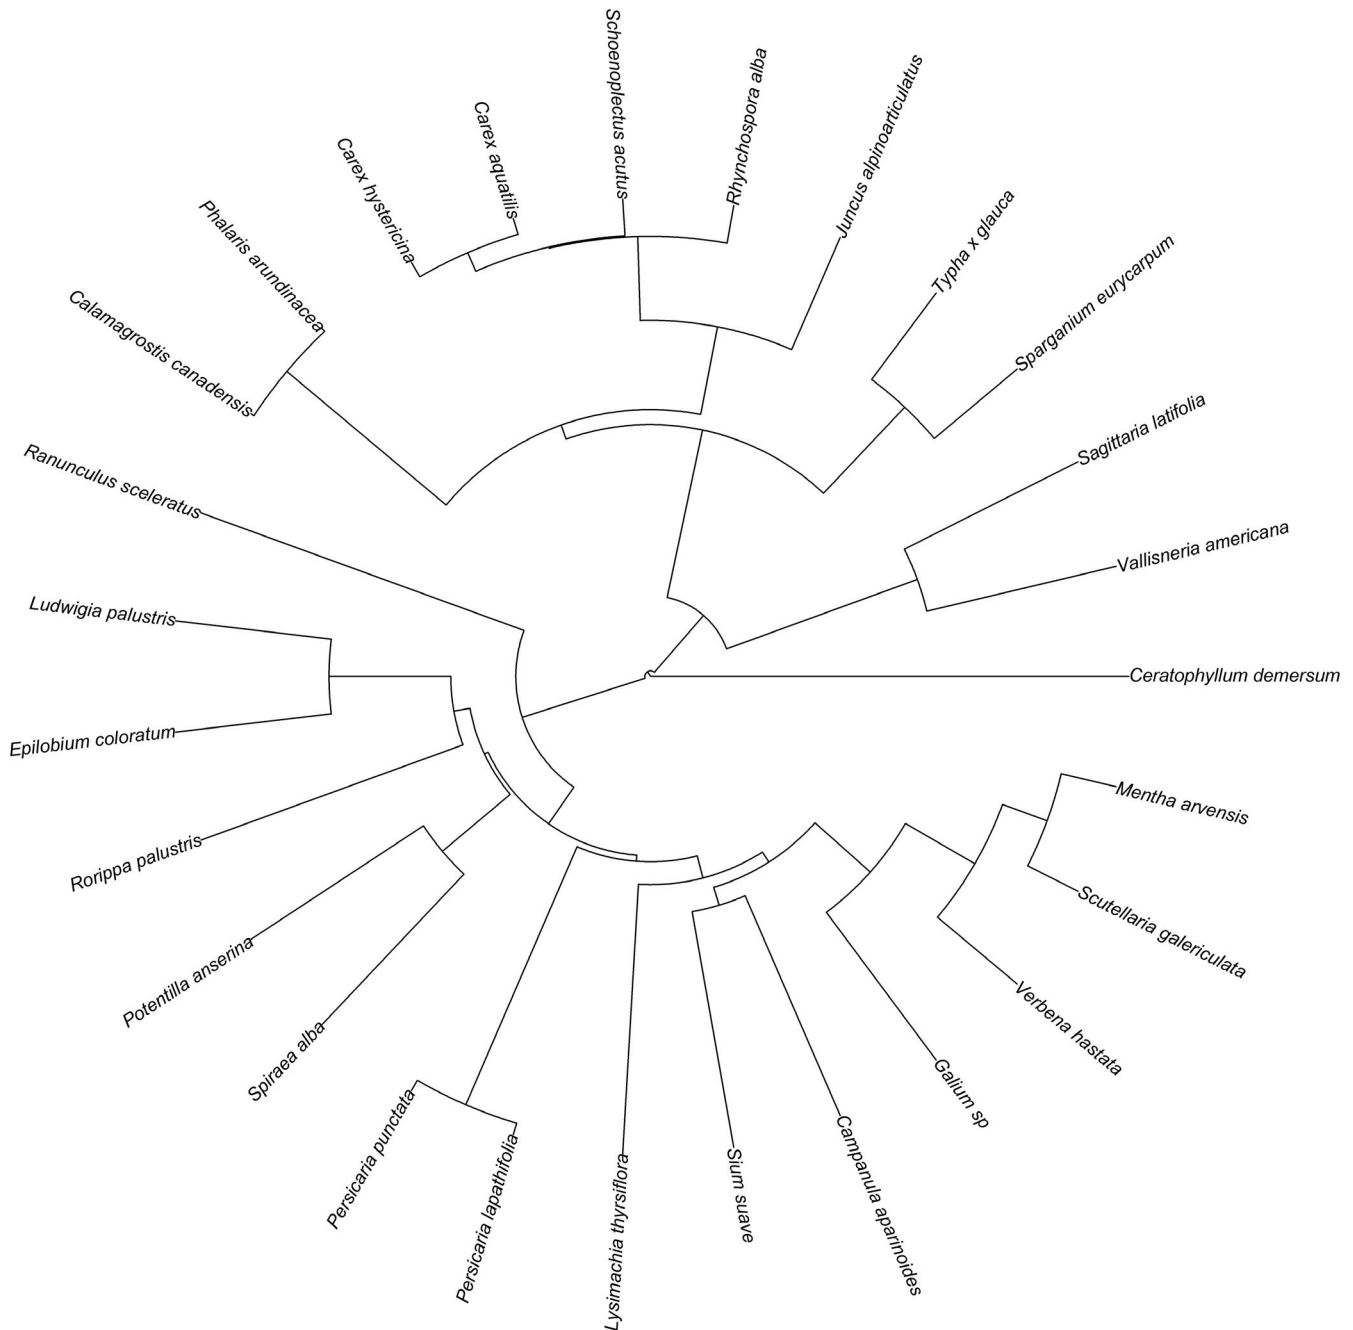 Schoenoplectus acutus
Rhynchospora alba
Juncus alpinoarticulatus
Carex aquatilis
Carex hystericina
Typha x glauca
Phalaris arundinacea
Sparganium eurycarpum
Calamagrostis canadensis
Sagittaria latifolia
Ranunculus sceleratus
Vallisneria americana
Ludwigia palustris
Ceratophyllum demersum
Epilobium coloratum
Mentha arvensis
Rorippa palustris
Scutellaria galericulata
Potentilla anserina
Verbena hastata
Spiraea alba
Galium sp
Persicaria punctata
Persicaria lapathifolia
Lysimachia thyrsiflora
Sium suave
Campanula aparinoides